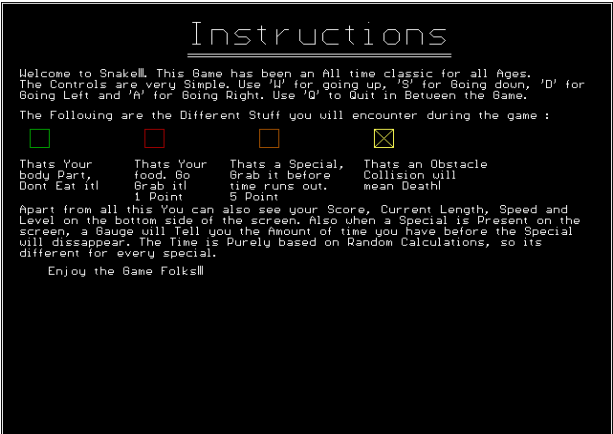 Instructions
Welcome to Snake!!!. This Game has been an All time classic for all Ages.
The Controls are very Simple. Use 'W' for going up, 'S' for Going down, 'D' for
Going Left and 'A' for Going Right. Use 'Q' to Quit in Between the Game.
The Following are the Different Stuff you will encounter during the game :
Thats Your
body Part,
Dont Eat it!
Thats Your
food. Go
Grab it!
1 Point
Thats a Special,
Grab it before
time runs out.
5 Point
Thats an Obstacle
Collision will
mean Death!
Apart from all this You can also see your Score, Current Length, Speed and
Level on the bottom side of the screen. Also when a Special is Present on the
screen, a Gauge will Tell you the Amount of time you have before the Special
will dissappear. The Time is Purely based on Random Calculations, so its
different for every special.
Enjoy the Game Folks!!!